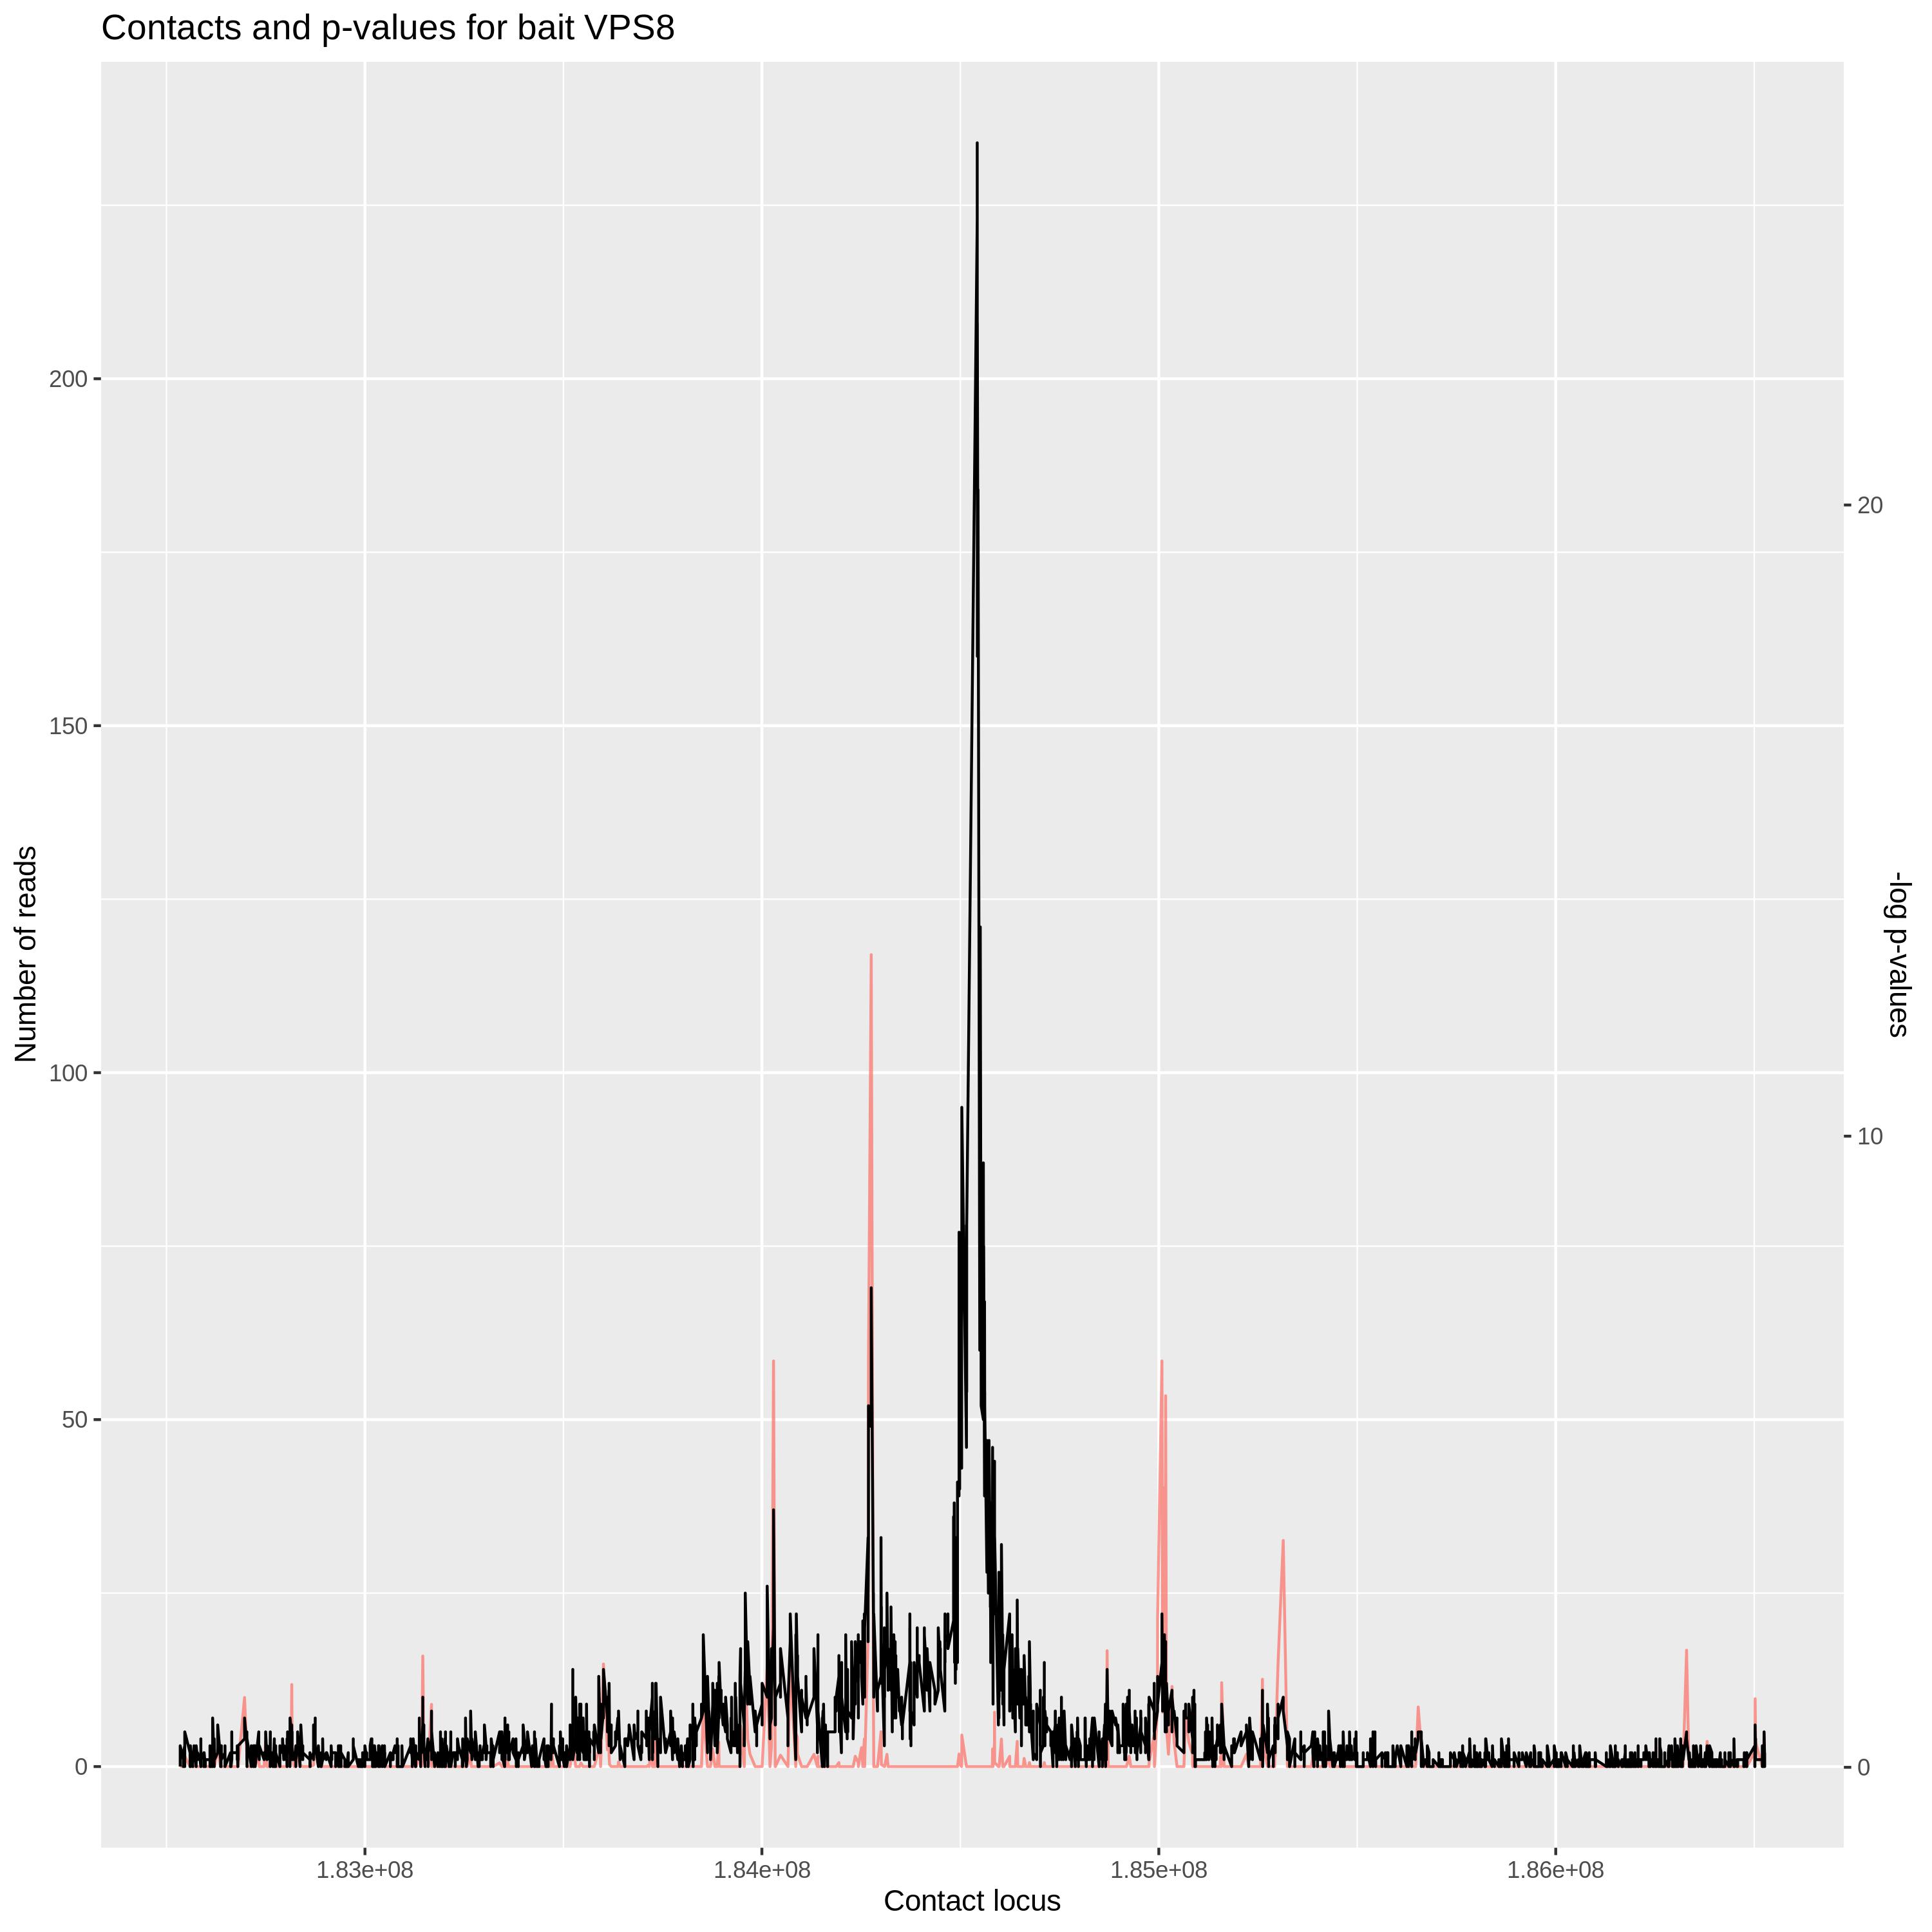 Contacts and p-values for bait VPS8
Number of reads
200
150
100
50
0
20
10
0
-log p-values
1.83e+08
1.84e+08
1.85e+08
1.86e+08
Contact locus